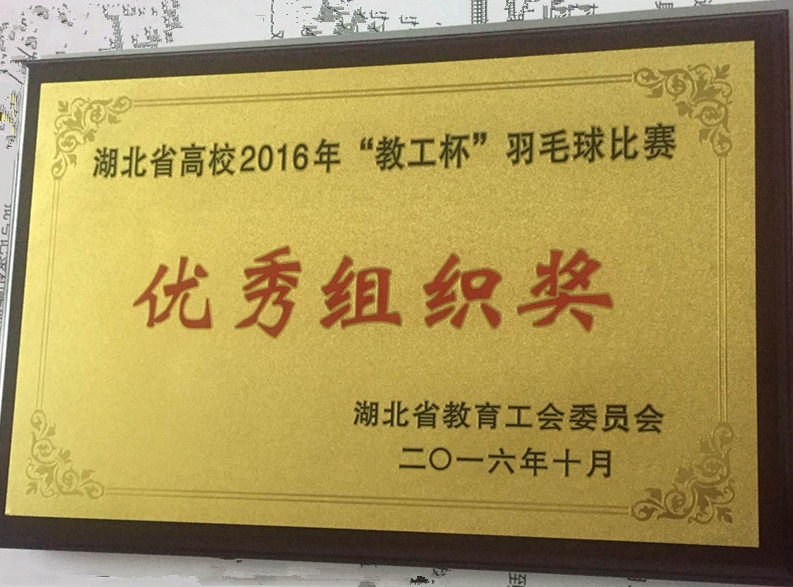 湖北省高校2016年“教工杯”羽毛球比赛
优秀组织奖
湖北省教育工会委员会
二〇一六年十月